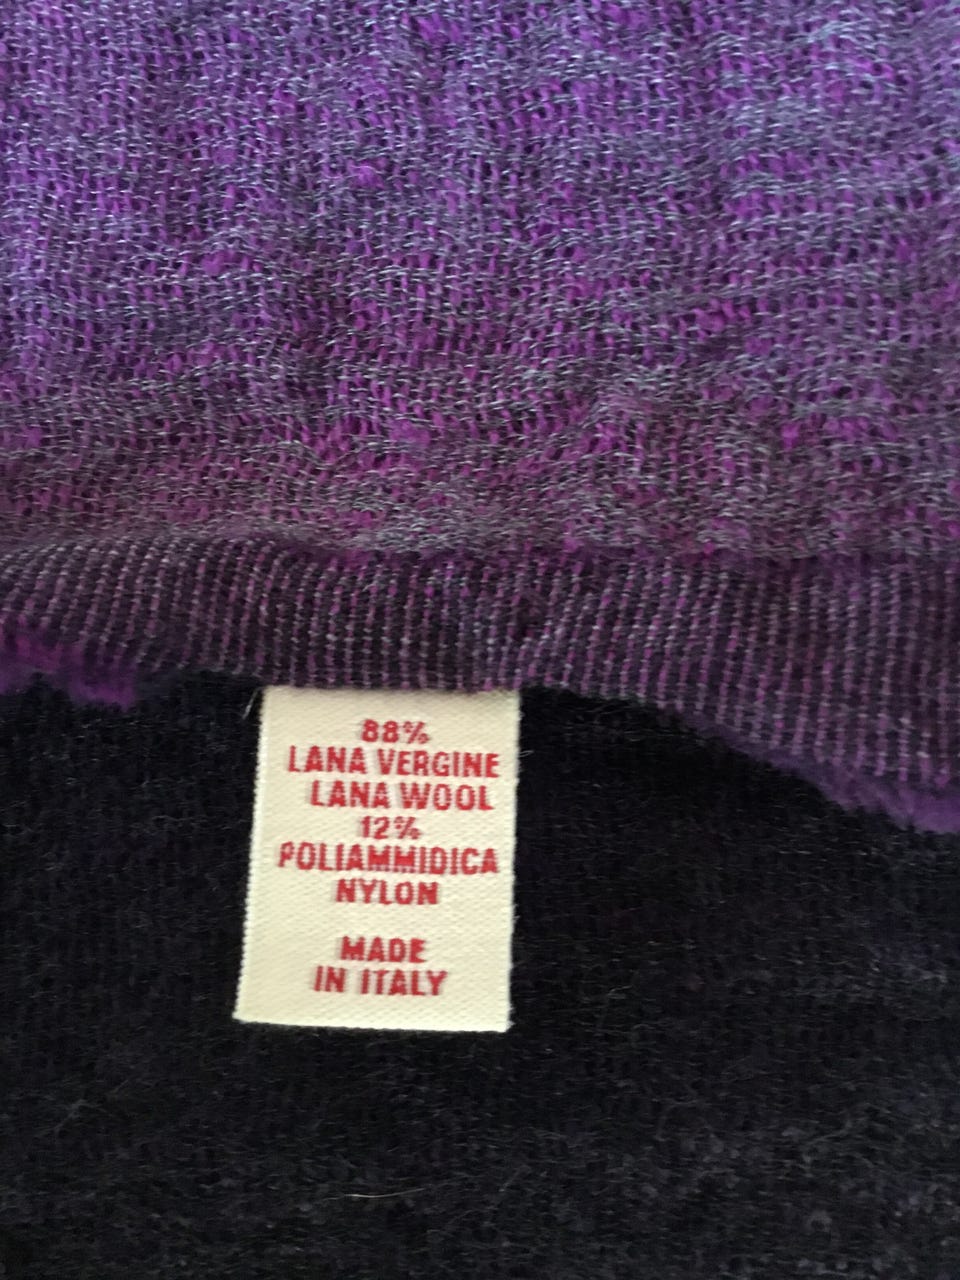 88%
LANA VERGINE
LANA WOOL
12%
POLIAMMIDICA
NYLON
MADE
IN ITALY